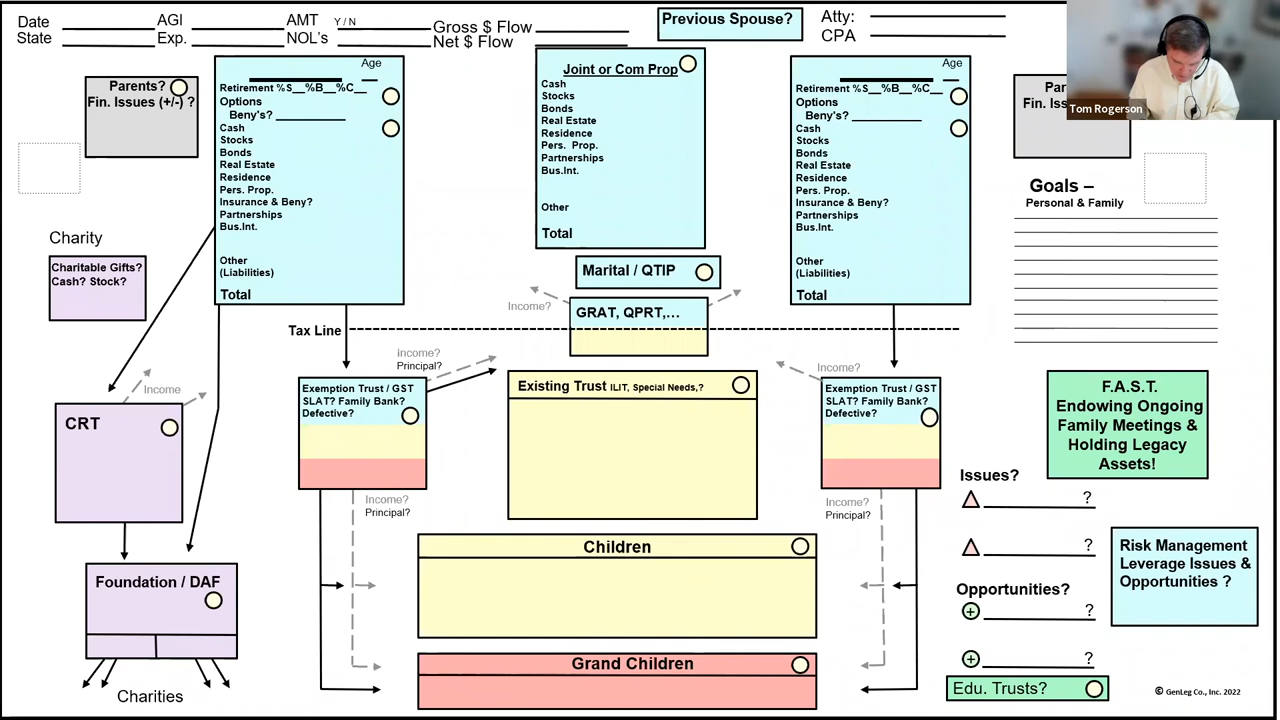 Date
State
AGI
Exp.
AMT Y / N
NOL's
Gross $ Flow
Net $ Flow
Previous Spouse?
Atty:
CPA
Tom Rogerson
Parents?
Fin. Issues (+/-) ?
Age
Retirement %S__%B__%C__
Options
Beny's?
Cash
Stocks
Bonds
Real Estate
Residence
Pers. Prop.
Insurance & Beny?
Partnerships
Bus.Int.
Other
(Liabilities)
Total
Joint or Com Prop
Cash
Stocks
Bonds
Real Estate
Residence
Pers. Prop.
Partnerships
Bus.Int.
Other
Total
Age
Retirement %S__%B__%C__
Options
Beny's?
Cash
Stocks
Bonds
Real Estate
Residence
Pers. Prop.
Insurance & Beny?
Partnerships
Bus.Int.
Other
(Liabilities)
Total
Par
Fin. Iss
Goals –
Personal & Family
Charity
Charitable Gifts?
Cash? Stock?
Marital / QTIP
Income?
GRAT, QPRT,...
Tax Line
Income?
Principal?
Income?
Income
CRT
Exemption Trust / GST
SLAT? Family Bank?
Defective?
Existing Trust ILIT, Special Needs,?
Exemption Trust / GST
SLAT? Family Bank?
Defective?
F.A.S.T.
Endowing Ongoing
Family Meetings &
Holding Legacy
Assets!
Income?
Principal?
Income?
Principal?
Issues?
?
?
Opportunities?
?
?
Risk Management
Leverage Issues &
Opportunities ?
Children
Grand Children
Foundation / DAF
Charities
Edu. Trusts?
© GenLeg Co., Inc. 2022